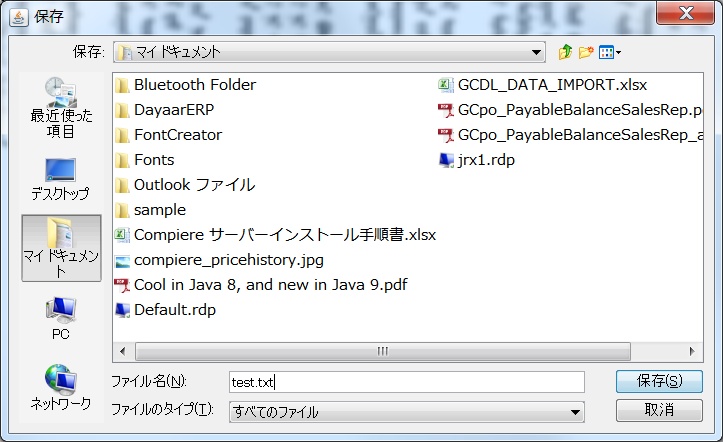 保存
保存:
マイ ドキュメント
最近使った
項目
デスクトップ
マイ ドキュメン
ト
PC
ネットワーク
Bluetooth Folder
DayaarERP
FontCreator
Fonts
Outlook ファイル
sample
Compiere サーバーインストール手順書.xlsx
compiere_pricehistory.jpg
Cool in Java 8, and new in Java 9.pdf
Default.rdp
GCDL_DATA_IMPORT.xlsx
GCpo_PayableBalanceSalesRep.p
GCpo_PayableBalanceSalesRep_a
jrx1.rdp
ファイル名(N):
test.txt
保存(S)
ファイルのタイプ(T):
すべてのファイル
取消